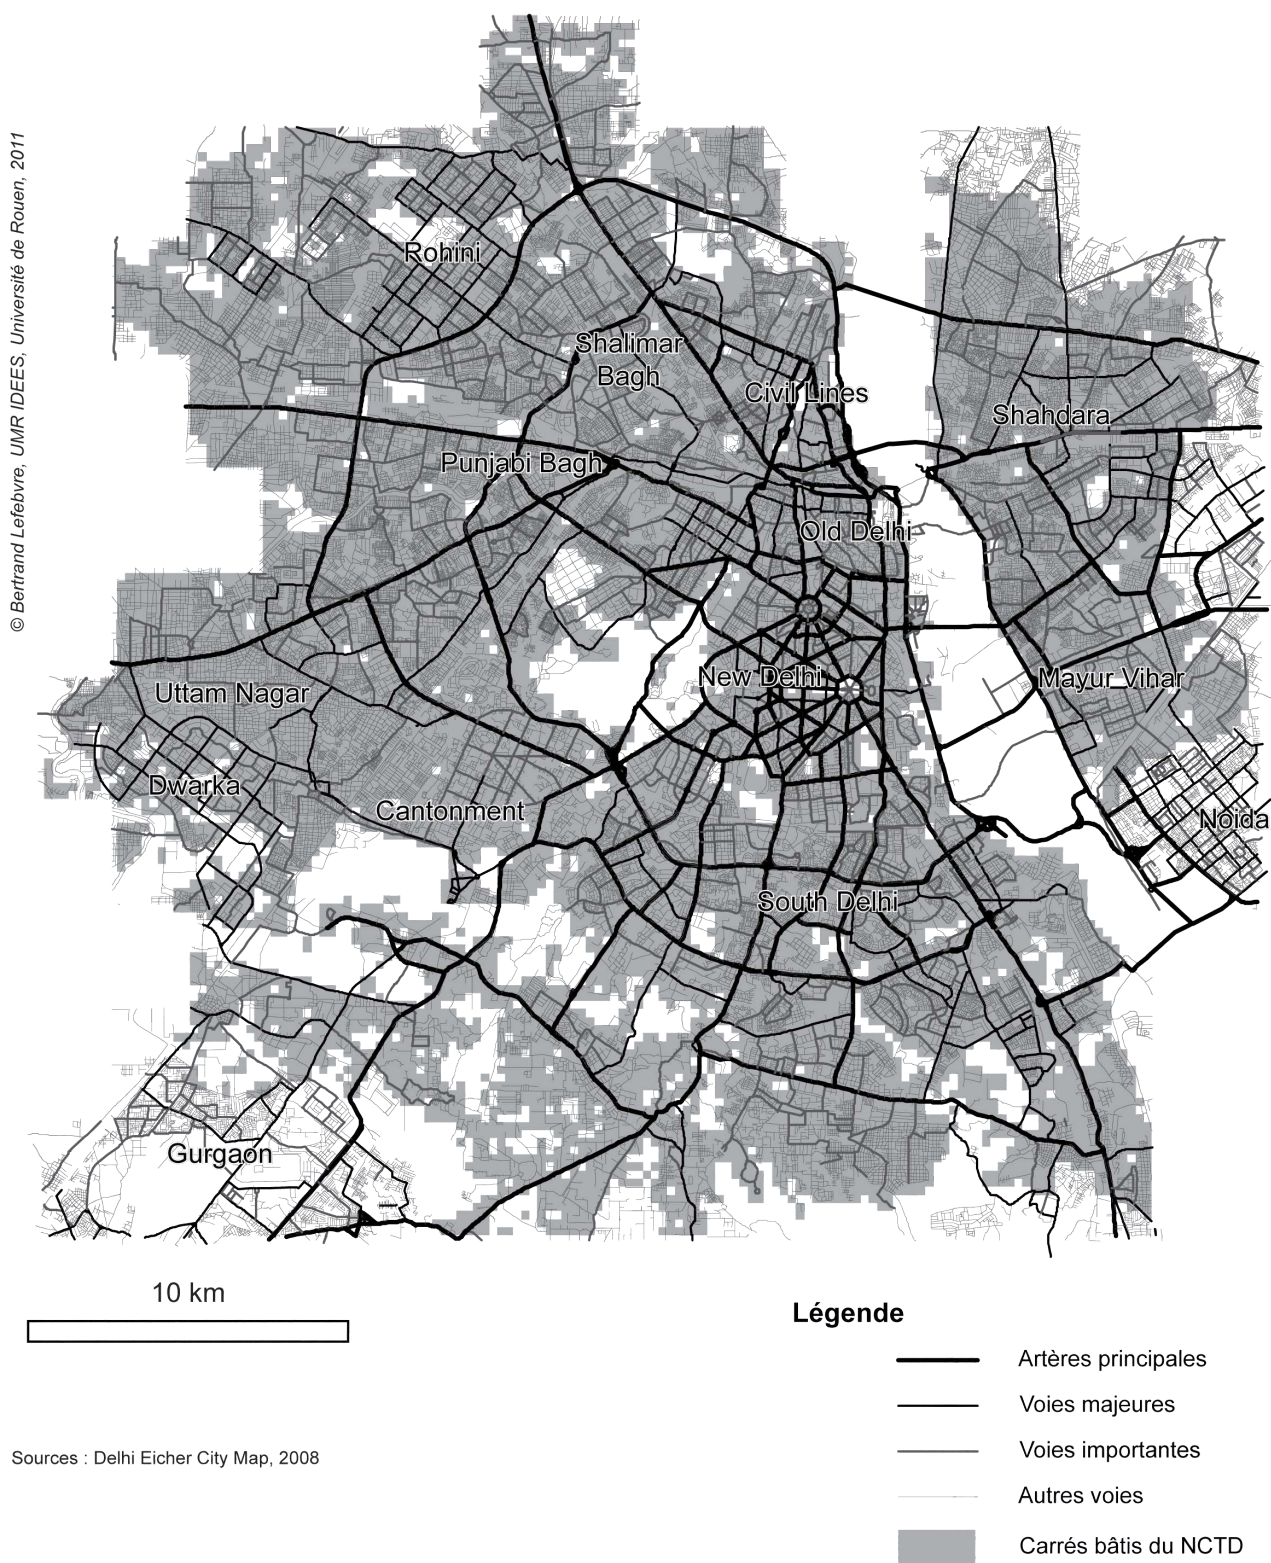 © Bertrand Lefebvre, UMR IDEES, Université de Rouen, 2011
Rohini
Shalimar
Bagh
Civil Lines
Shahdara
Punjabi Bagh
Old Delhi
New Delhi
Mayur Vihar
Uttam Nagar
Dwarka
Cantonment
Noida
South Delhi
Gurgaon
10 km
Légende
Artères principales
Voies majeures
Voies importantes
Autres voies
Carrés bâtis du NCTD
Sources : Delhi Eicher City Map, 2008